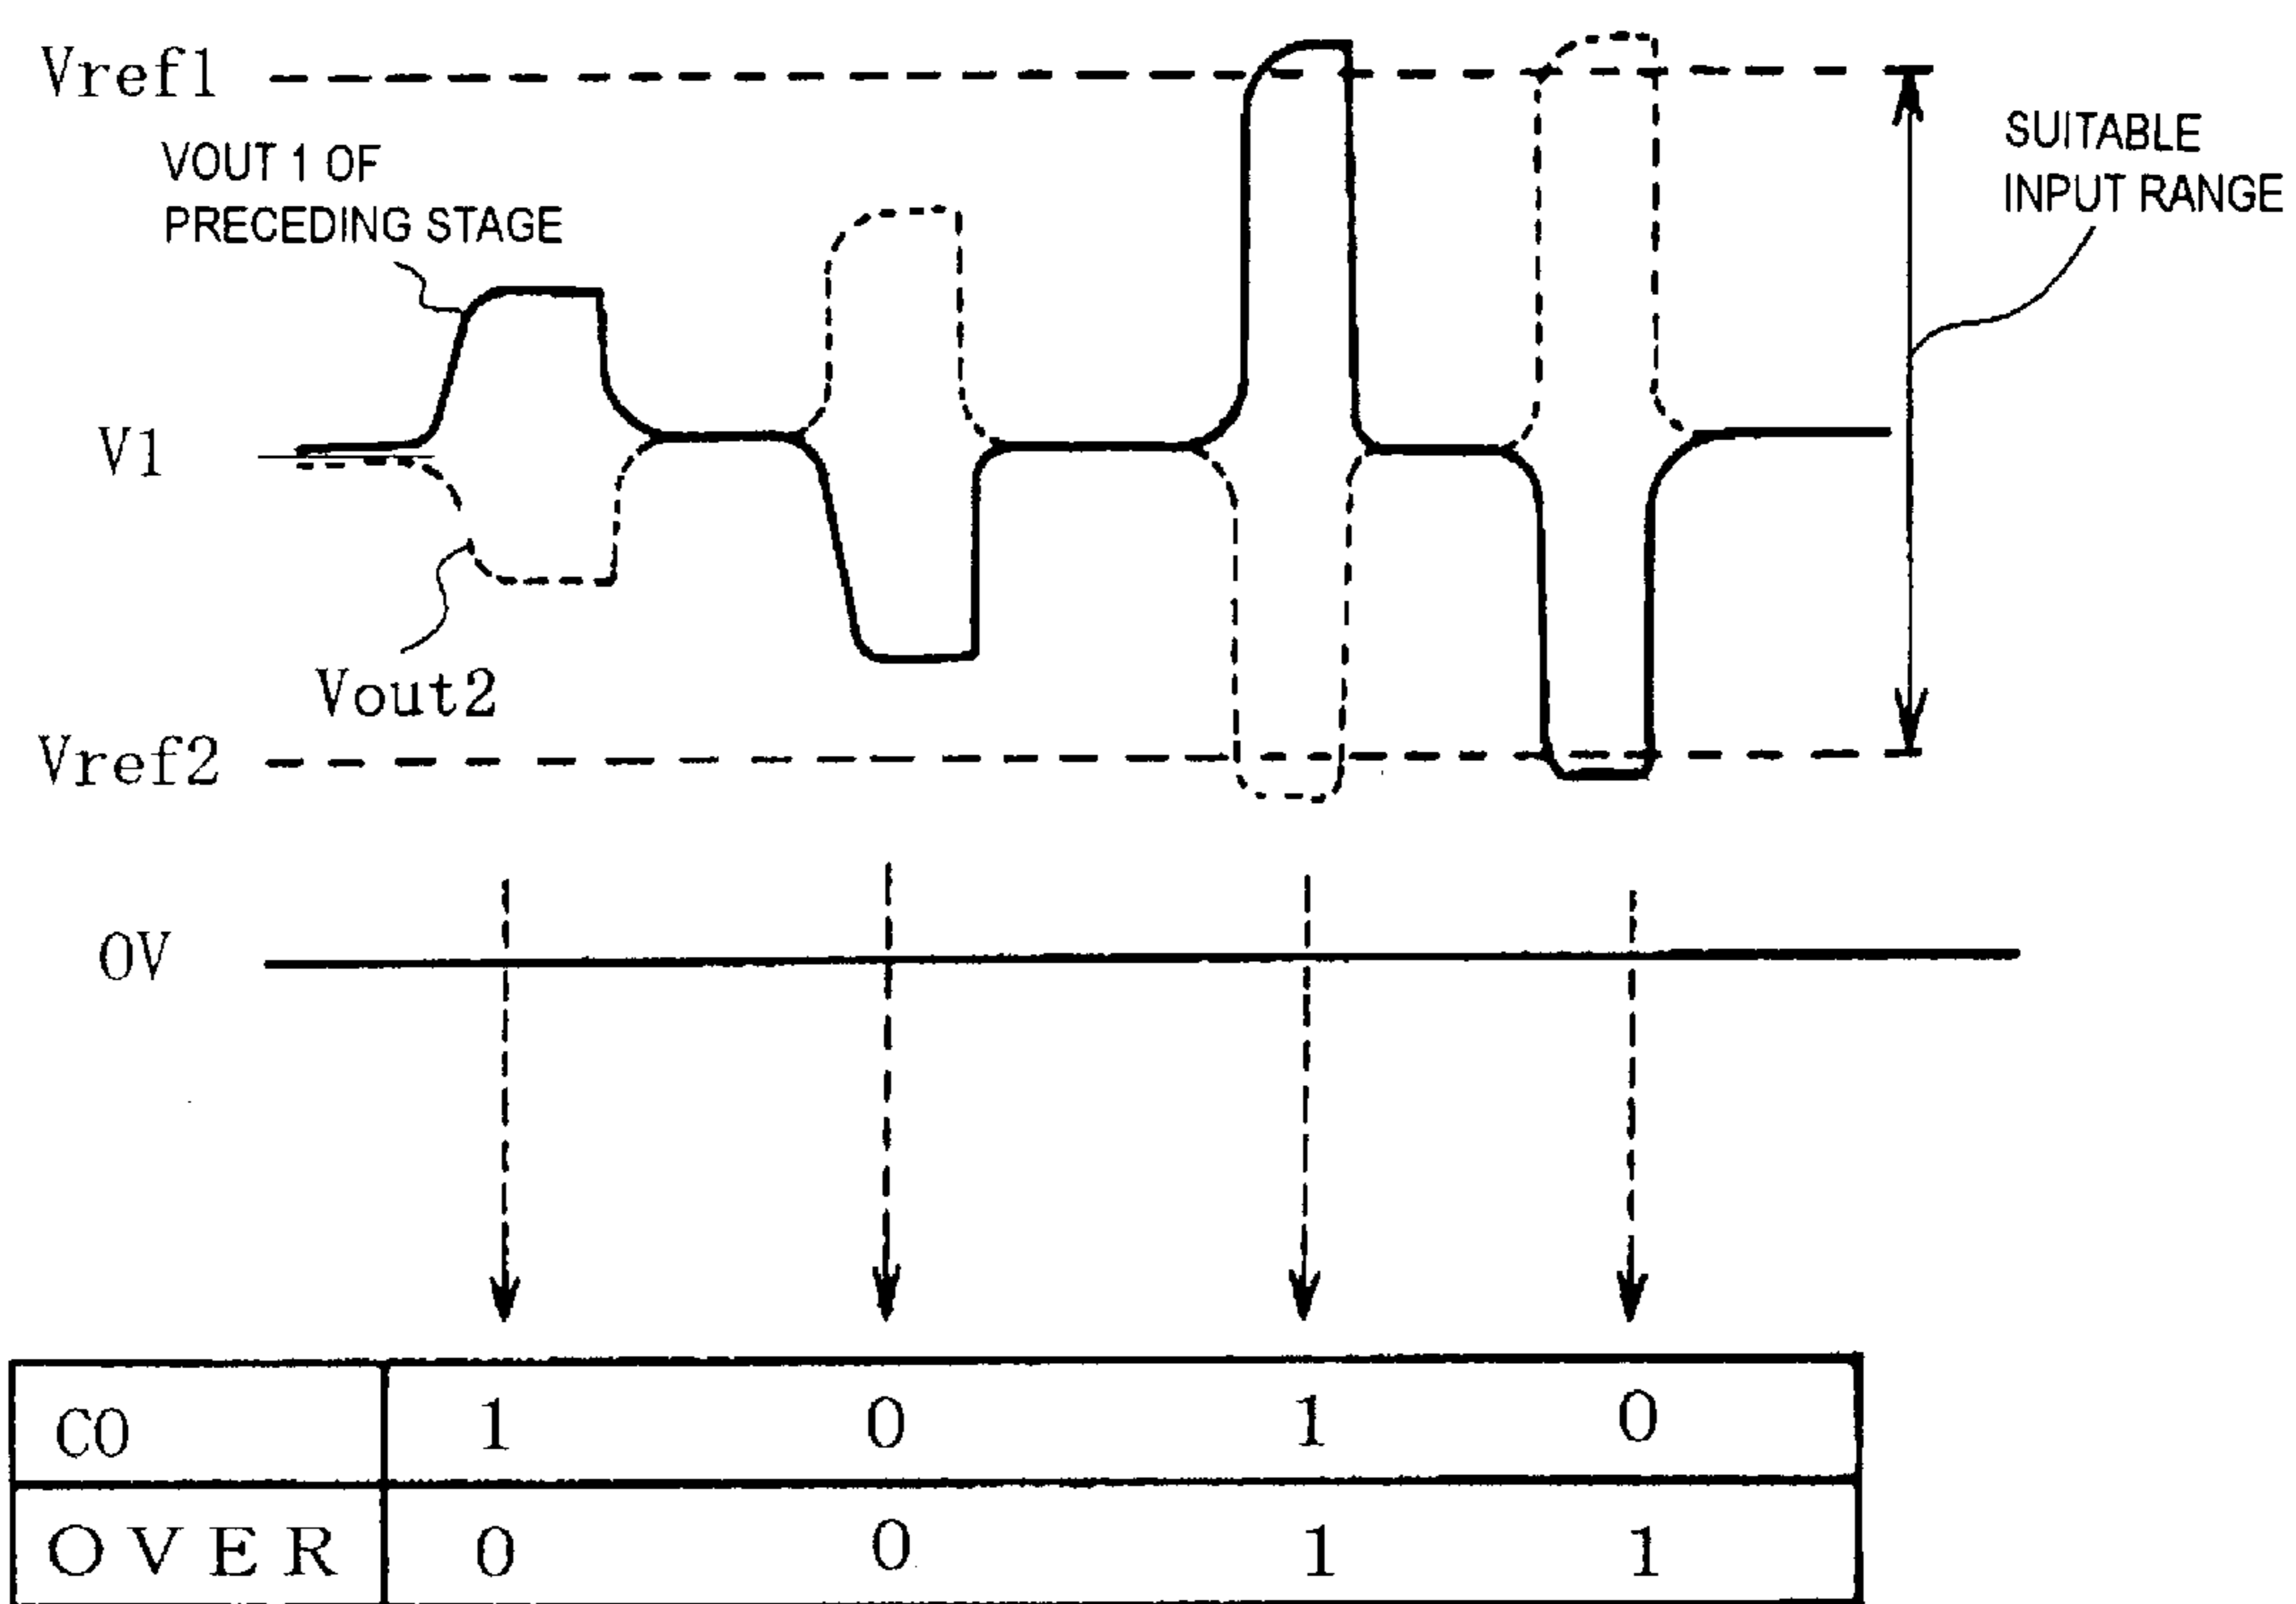 Vref1
VOUT 1 OF
PRECEDING STAGE
SUITABLE
INPUT RANGE
V1
Vout2
Vref2
0V
C0 1 0 1 0
OVER 0 0 1 1